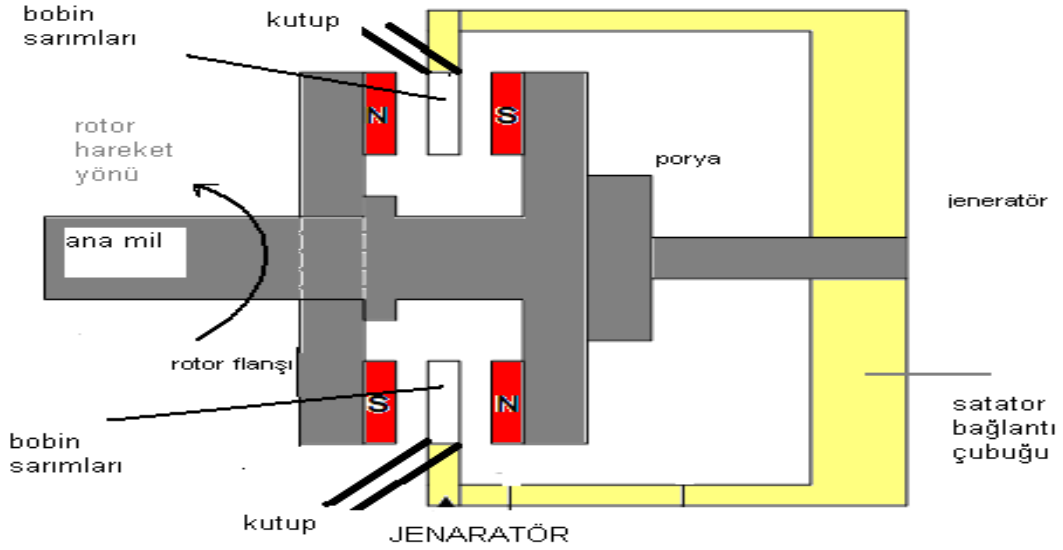 bobin
sarımları
kutup
N
S
rotor
hareket
yönü
porya
jeneratör
ana mil
rotor flanşı
S
N
satator
bağlantı
çubuğu
bobin
sarımları
kutup
JENARATÖR